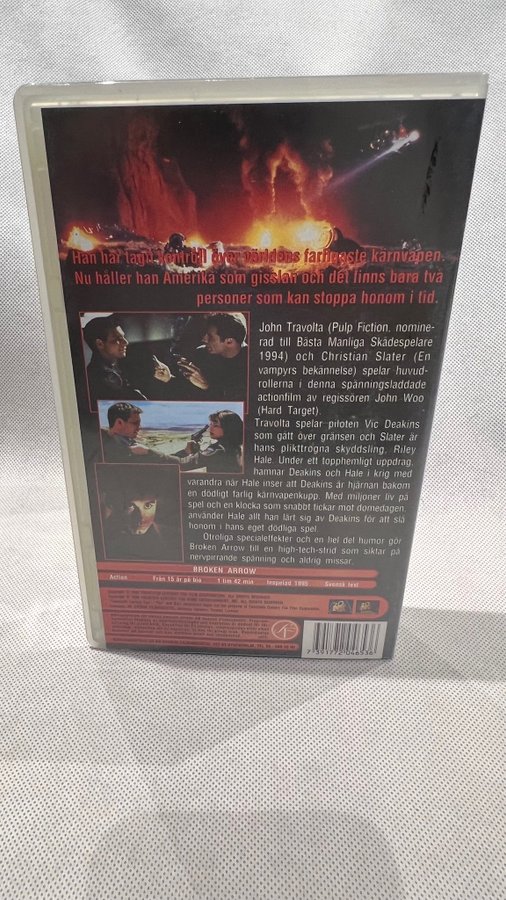 Han har tagit kontroll över världens farligaste kärnvapen.
Nu håller han Amerika som gisslan och det finns bara två
personer som kan stoppa honom i tid.
John Travolta (Pulp Fiction, nomine-
rad till Bästa Manliga Skådespelare
1994) och Christian Slater (En
vampyrs bekännelse) spelar huvud-
rollerna i denna spänningsladdade
actionfilm av regissören John Woo
(Hard Target).
Travolta spelar piloten Vic Deakins
som gått över gränsen och Slater är
hans plikttrogna skyddsling, Riley
Hale. Under ett topphemligt uppdrag,
hamnar Deakins och Hale i krig med
varandra när Hale inser att Deakins är hjärnan bakom
en dödligt farlig kärnvapenkupp. Med miljoner liv på
spel och en klocka som snabbt tickar mot domedagen,
använder Hale allt han lärt sig av Deakins för att slå
honom i hans eget dödliga spel.
Otroliga specialeffekter och en hel del humor gör
Broken Arrow till en high-tech-strid som siktar på
nervpirrande spänning och aldrig missar.
BROKEN ARROW
Action Från 15 år på bio 1 tim 42 min Inspelad 1995 Svensk text
SF
7 391772 046536